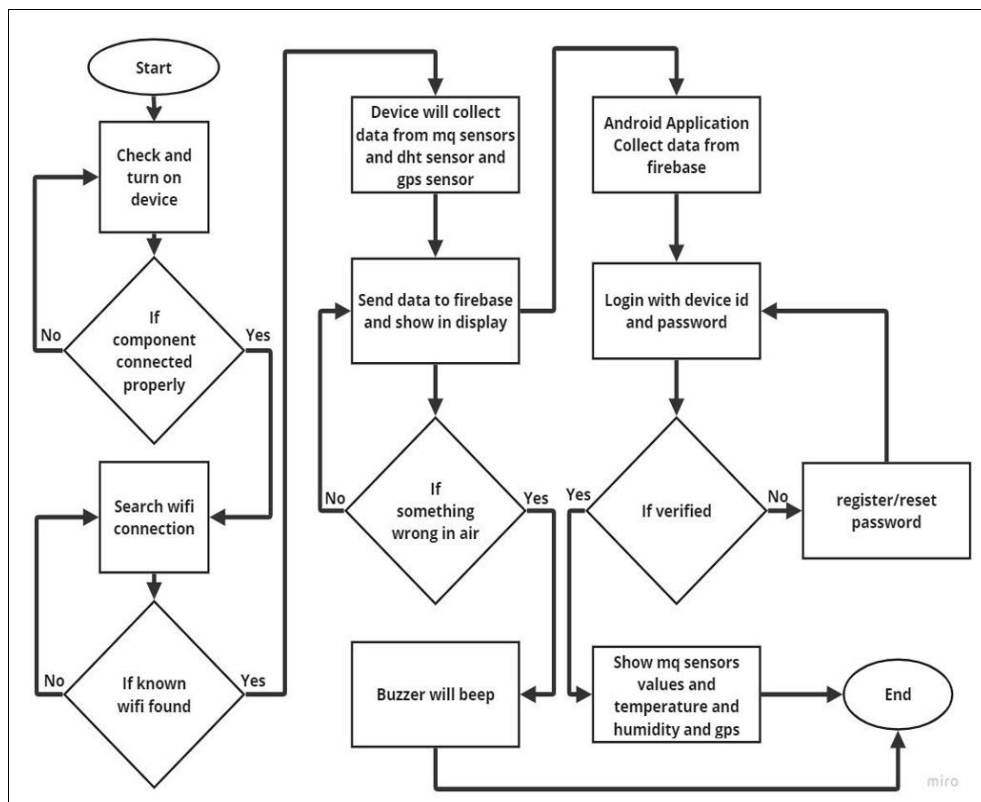 Start
Check and
turn on
device
No
If
component
connected
properly
Yes
Search wifi
connection
No
If known
wifi found
Yes
Device will collect
data from mq sensors
and dht sensor and
gps sensor
Send data to firebase
and show in display
No
If
something
wrong in air
Yes
Buzzer will beep
Android Application
Collect data from
firebase
Login with device id
and password
Yes
If verified
No
register/reset
password
Show mq sensors
values and
temperature and
humidity and gps
End
miro